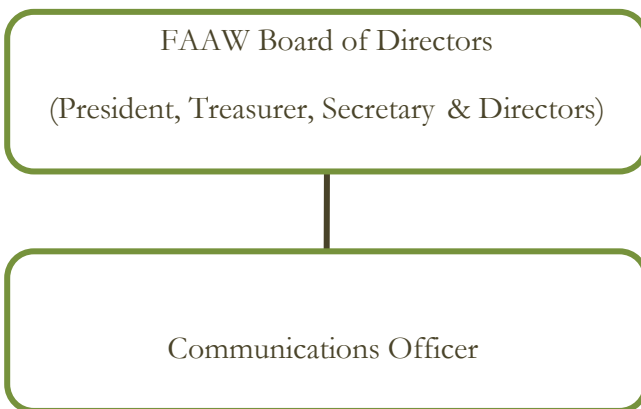 FAAW Board of Directors
(President, Treasurer, Secretary & Directors)
Communications Officer